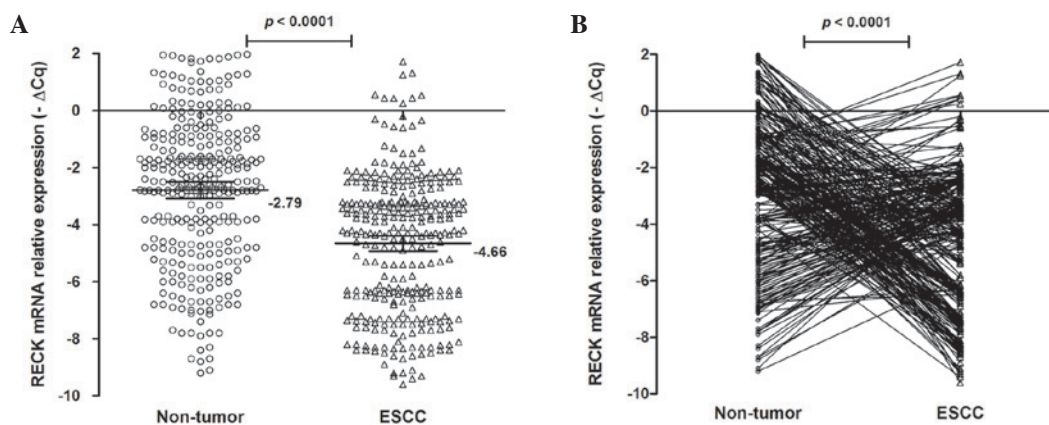 A
p < 0.0001
RECK mRNA relative expression (- ΔCq)
2
0
-2
-4
-6
-8
-10
-2.79
-4.66
Non-tumor
ESCC
B
p < 0.0001
RECK mRNA relative expression (- ΔCq)
2
0
-2
-4
-6
-8
-10
Non-tumor
ESCC